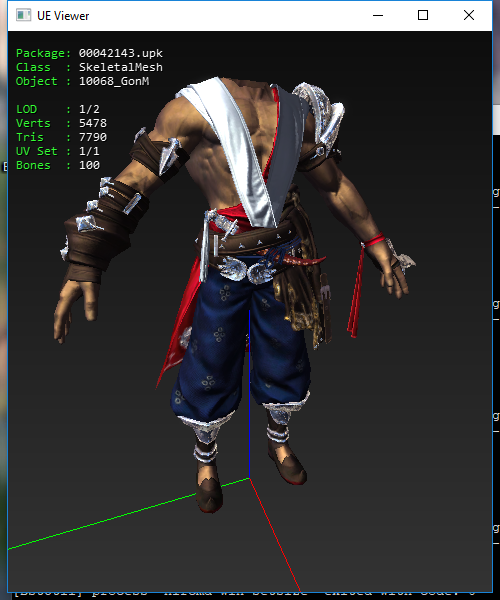 UE Viewer
Package: 00042143.upk
Class  : SkeletalMesh
Object : 10068_GonM
LOD    : 1/2
Verts  : 5478
Tris   : 7790
UV Set : 1/1
Bones  : 100